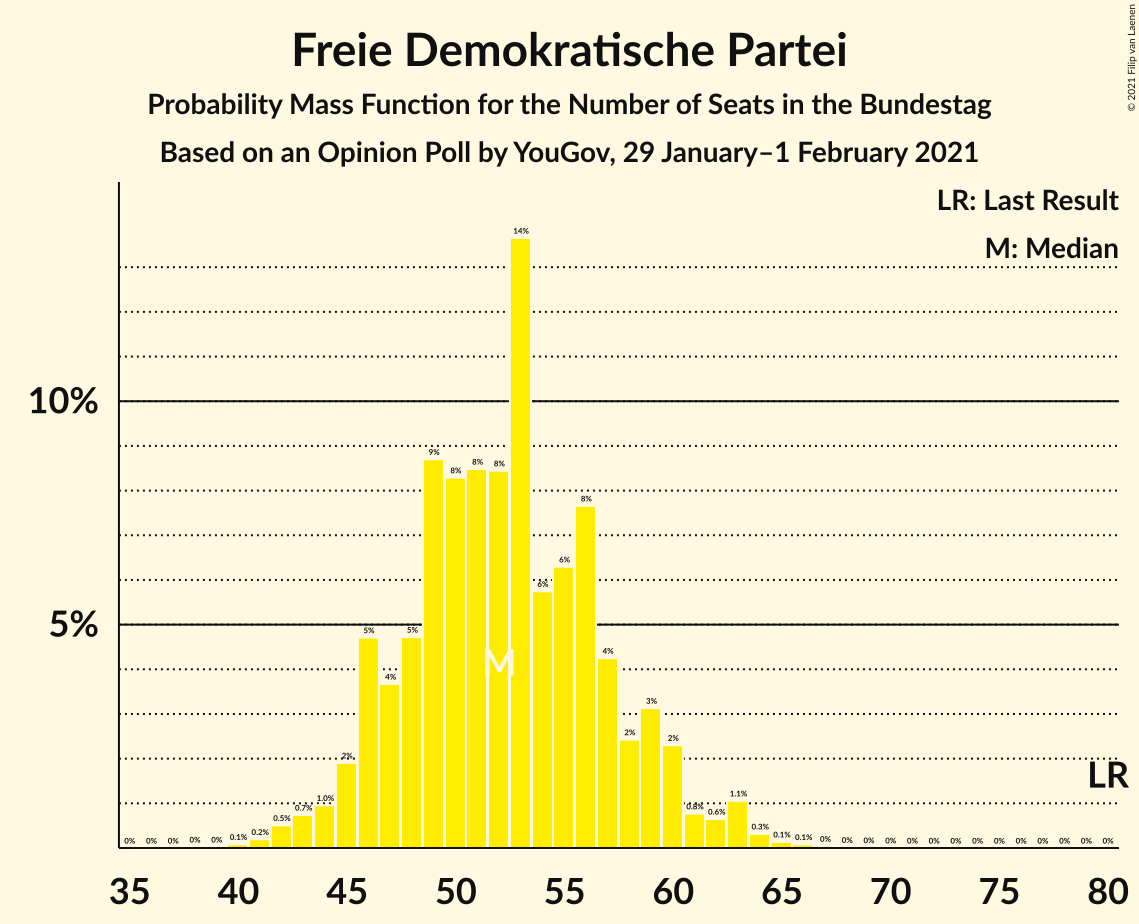 Freie Demokratische Partei
Probability Mass Function for the Number of Seats in the Bundestag
Based on an Opinion Poll by YouGov, 29 January–1 February 2021
© 2021 Filip van Laenen
LR: Last Result
M: Median
10%
5%
0% 0% 0% 0% 0% 0.1% 0.2% 0.5% 0.7% 1.0% 2% 5% 4% 5% 9% 8% 8% 8% 14% 6% 6% 8% 4% 2% 3% 2% 0.8% 0.6% 1.1% 0.3% 0.1% 0.1% 0% 0% 0% 0% 0% 0% 0% 0% 0% 0% 0% 0% 0% 0%
M
LR
35 40 45 50 55 60 65 70 75 80